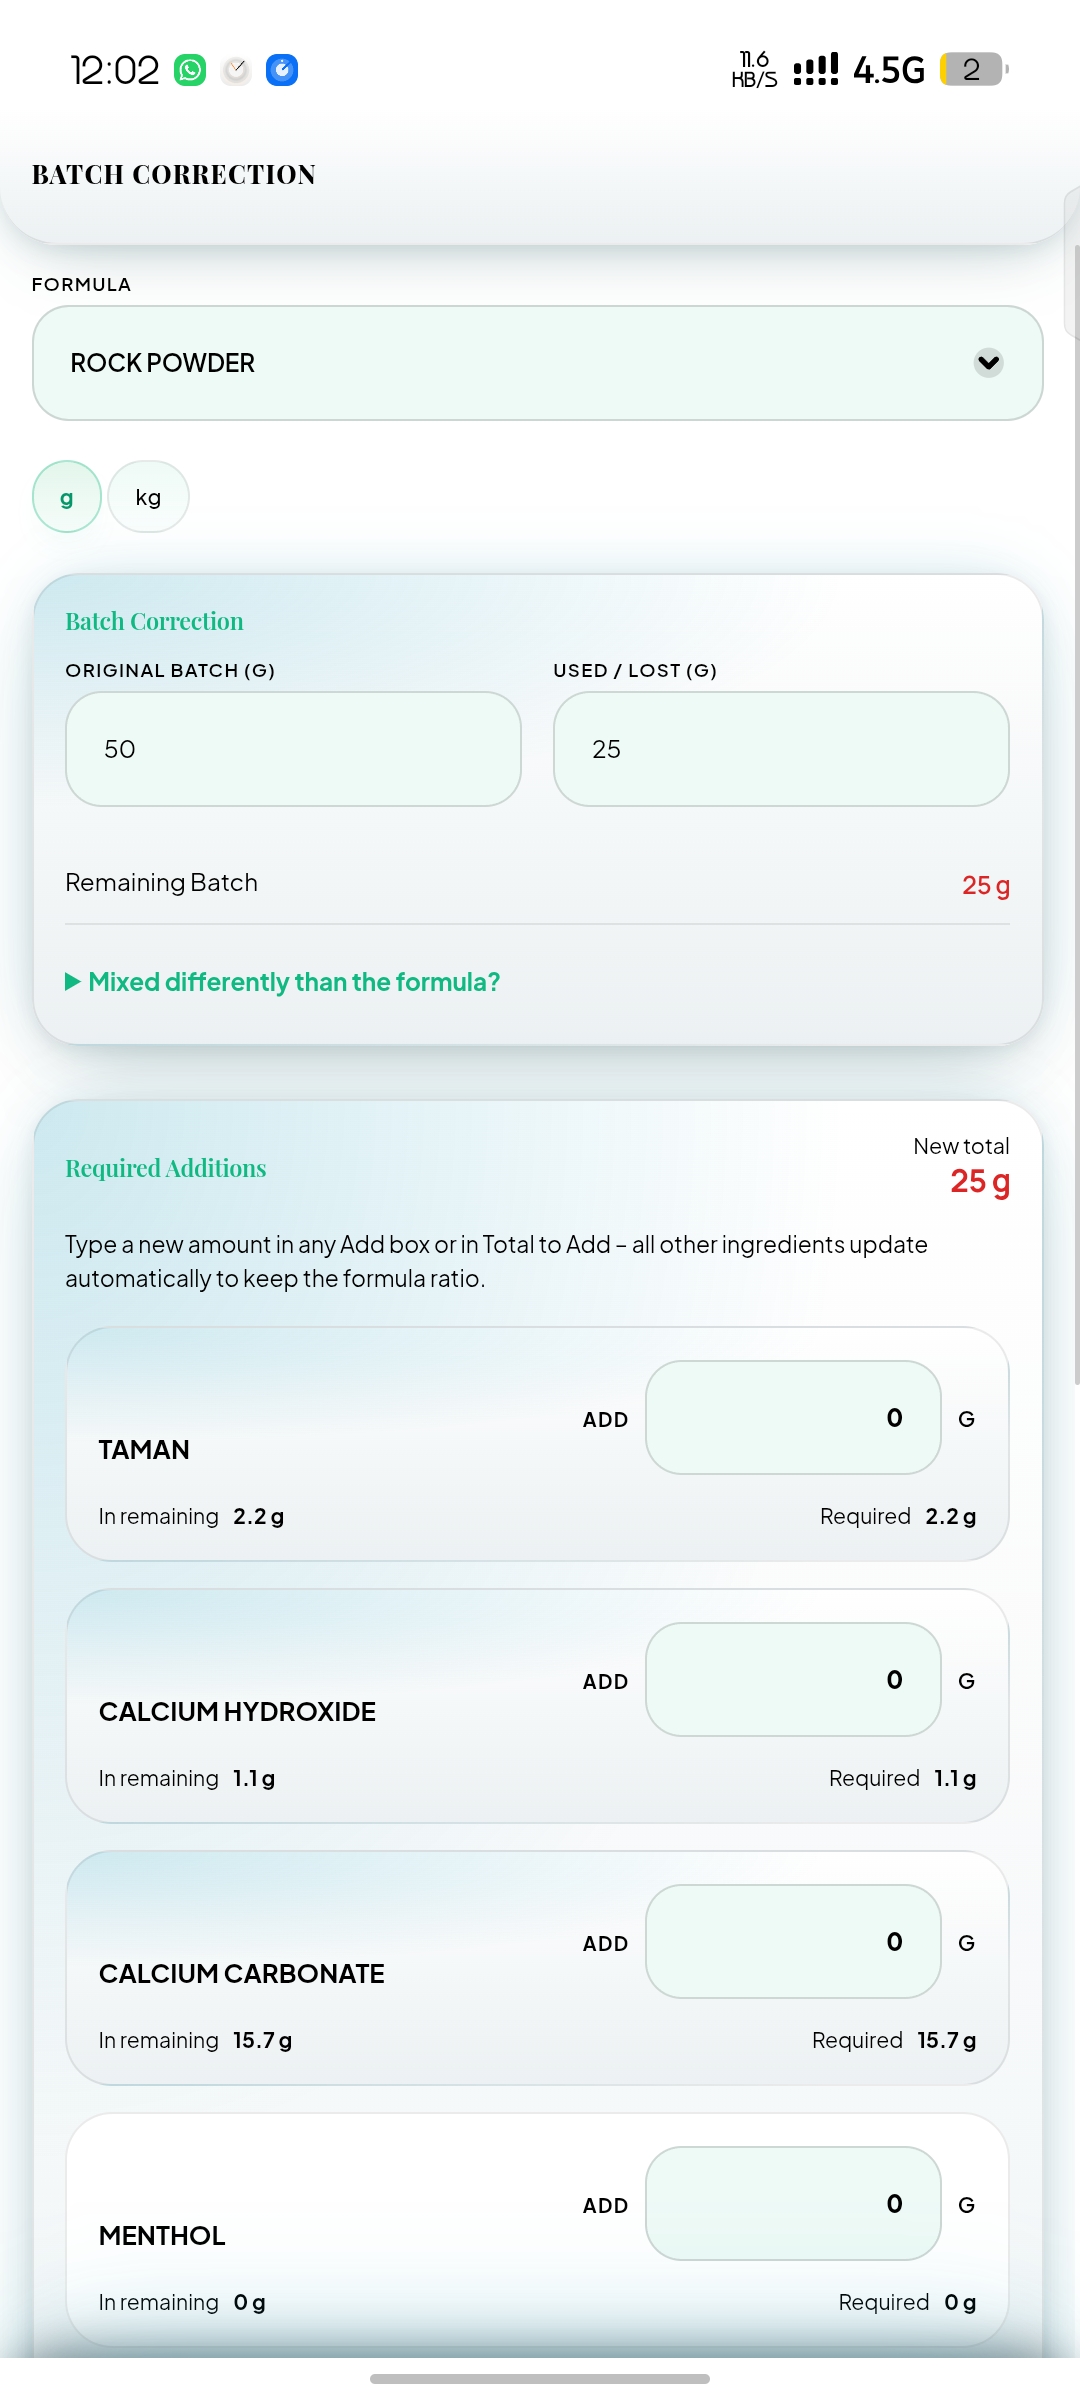 12:02
11.6
KB/S
4.5G
2
BATCH CORRECTION
FORMULA
ROCK POWDER
g
kg
Batch Correction
ORIGINAL BATCH (G)
USED / LOST (G)
50
25
Remaining Batch
25 g
Mixed differently than the formula?
Required Additions
New total
25 g
Type a new amount in any Add box or in Total to Add – all other ingredients update
automatically to keep the formula ratio.
TAMAN
ADD
0
G
In remaining 2.2 g
Required 2.2 g
CALCIUM HYDROXIDE
ADD
0
G
In remaining 1.1 g
Required 1.1 g
CALCIUM CARBONATE
ADD
0
G
In remaining 15.7 g
Required 15.7 g
MENTHOL
ADD
0
G
In remaining 0 g
Required 0 g